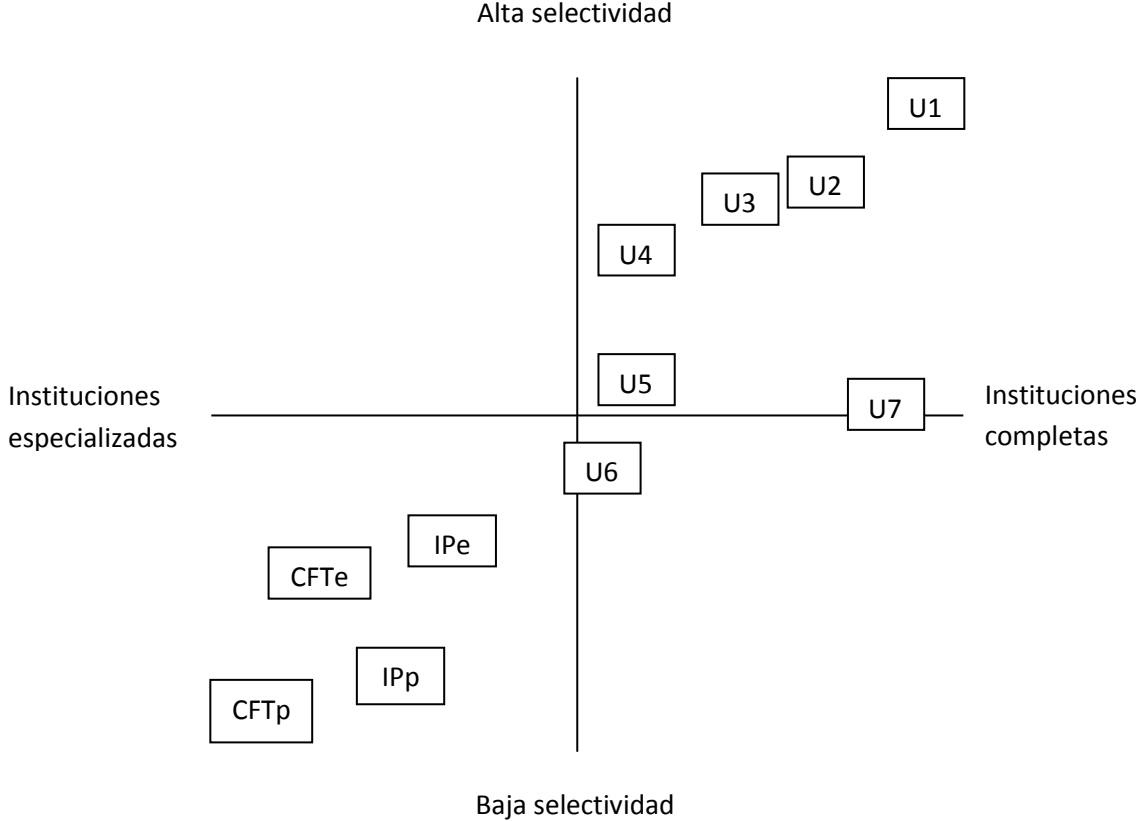 Alta selectividad
U1
U2
U3
U4
U5
Instituciones
especializadas
U7
Instituciones
completas
U6
IPe
CFTe
IPp
CFTp
Baja selectividad